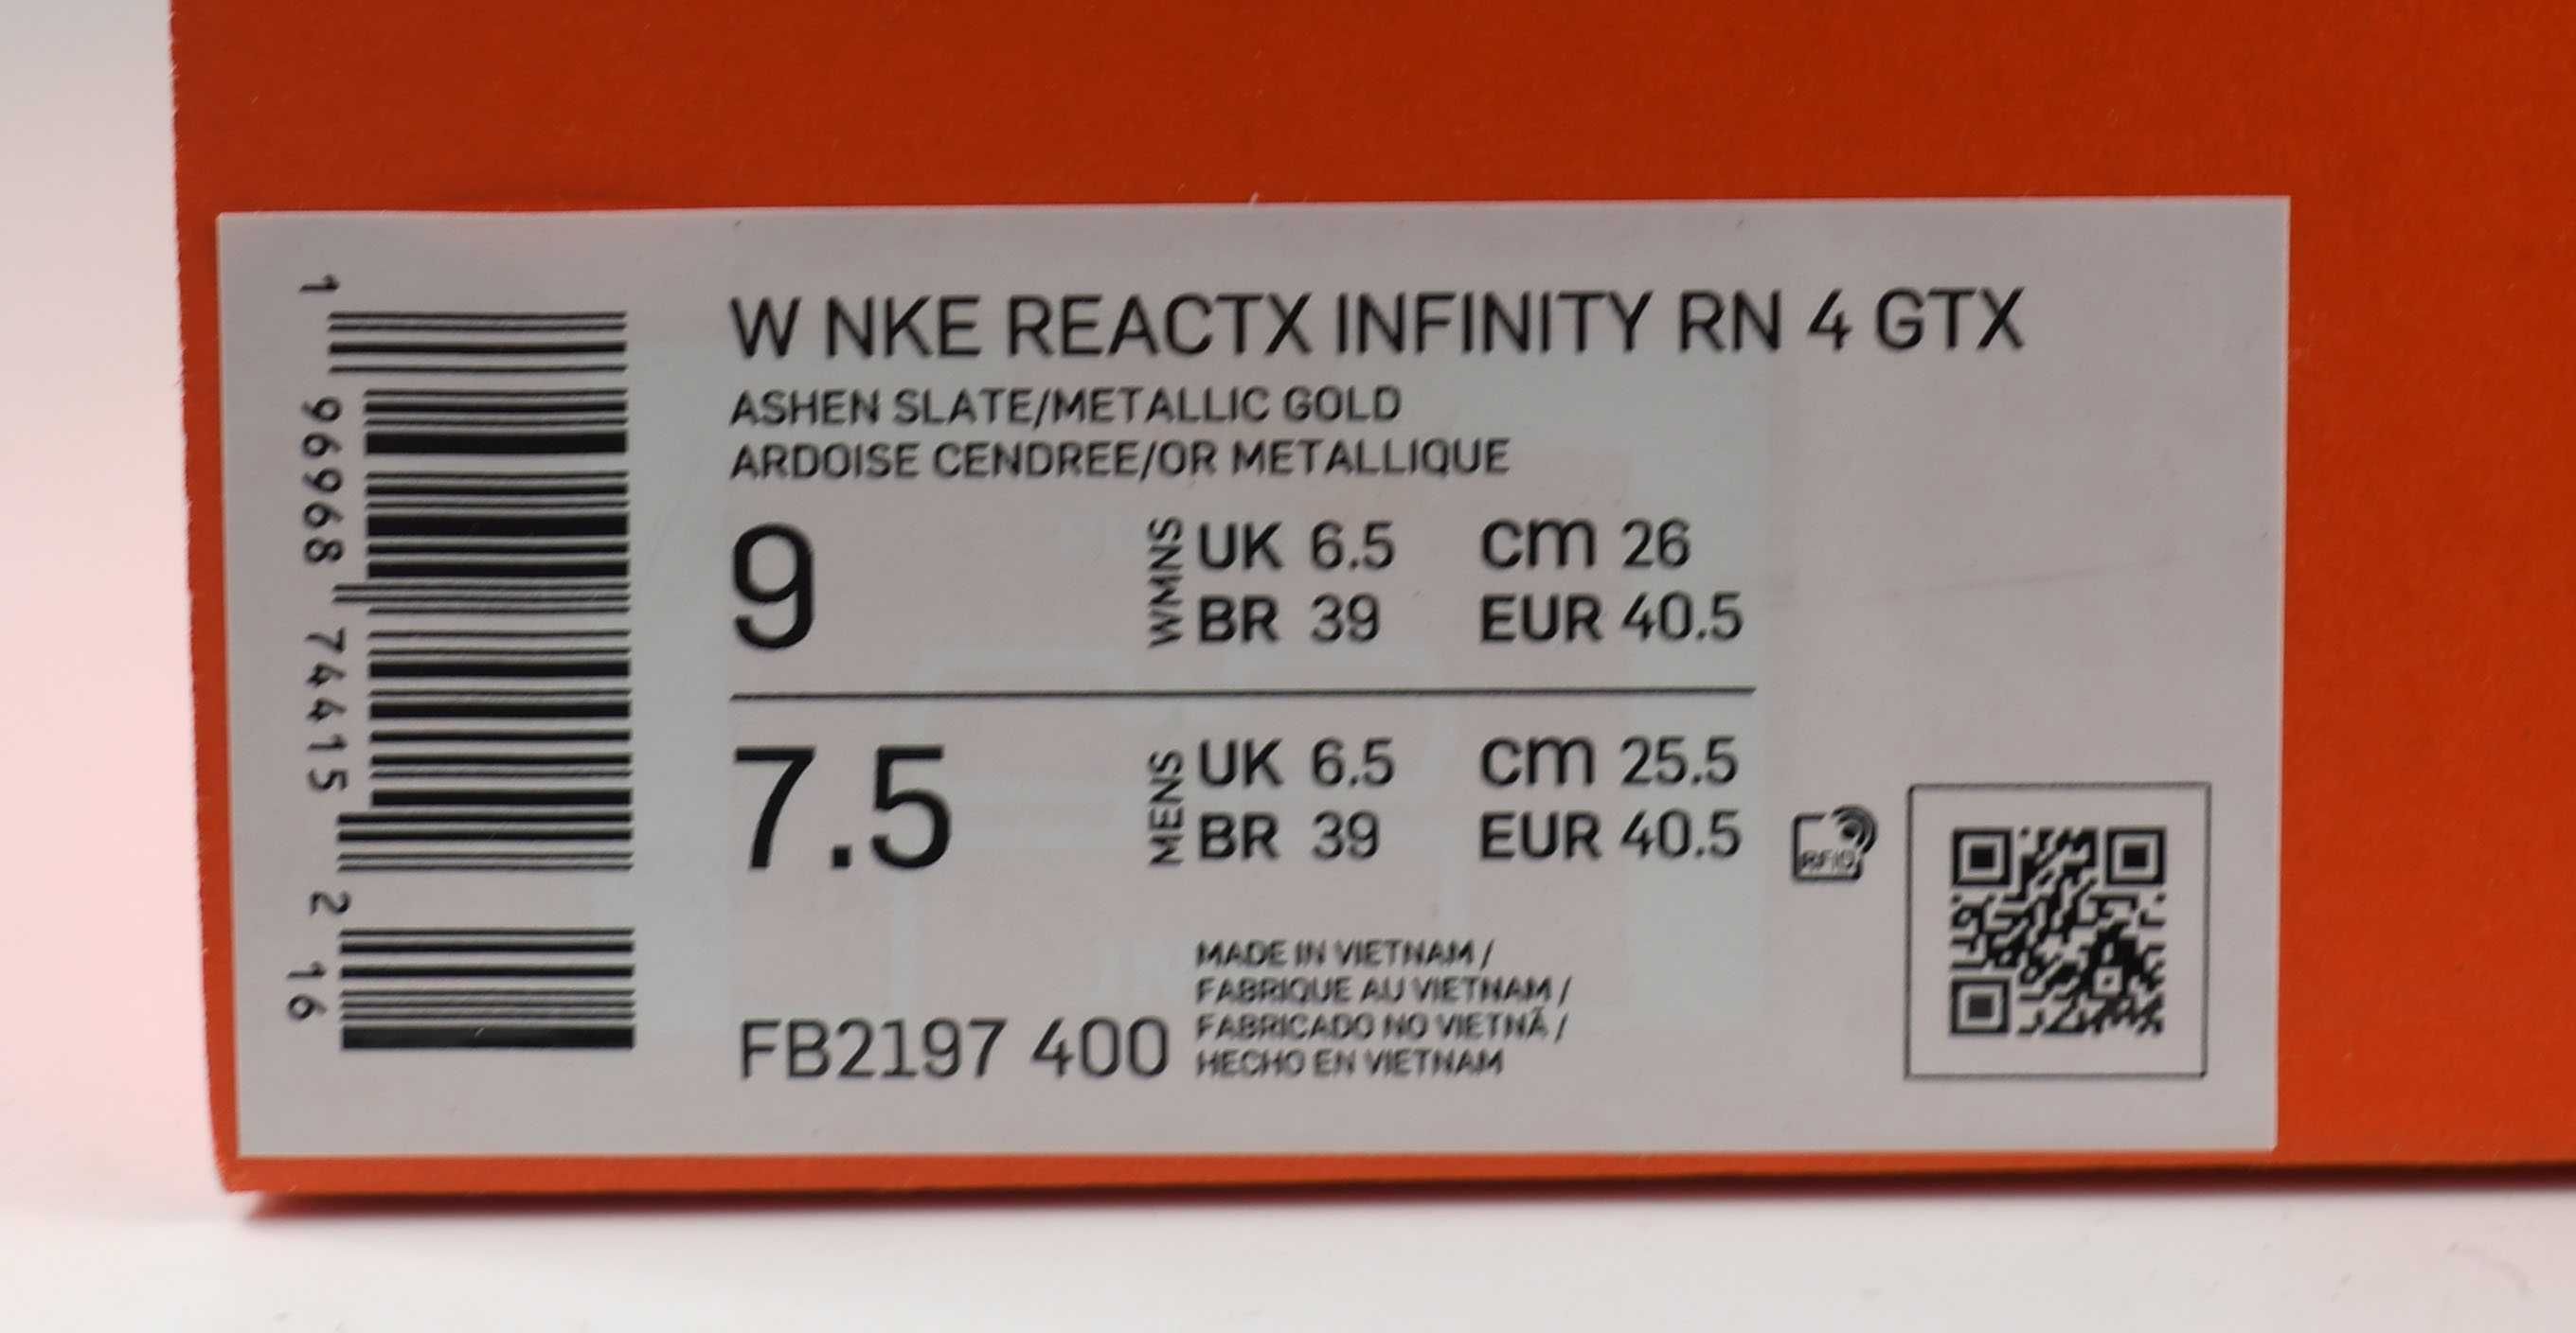 W NKE REACTX INFINITY RN 4 GTX
ASHEN SLATE/METALLIC GOLD
ARDOISE CENDREE/OR METALLIQUE
9
WMNS
UK 6.5 cm 26
BR 39 EUR 40.5
7.5
MENS
UK 6.5 cm 25.5
BR 39 EUR 40.5
RFID
FB2197 400
MADE IN VIETNAM /
FABRIQUE AU VIETNAM /
FABRICADO NO VIETNÃ /
HECHO EN VIETNAM
1 96968 74415 2 16